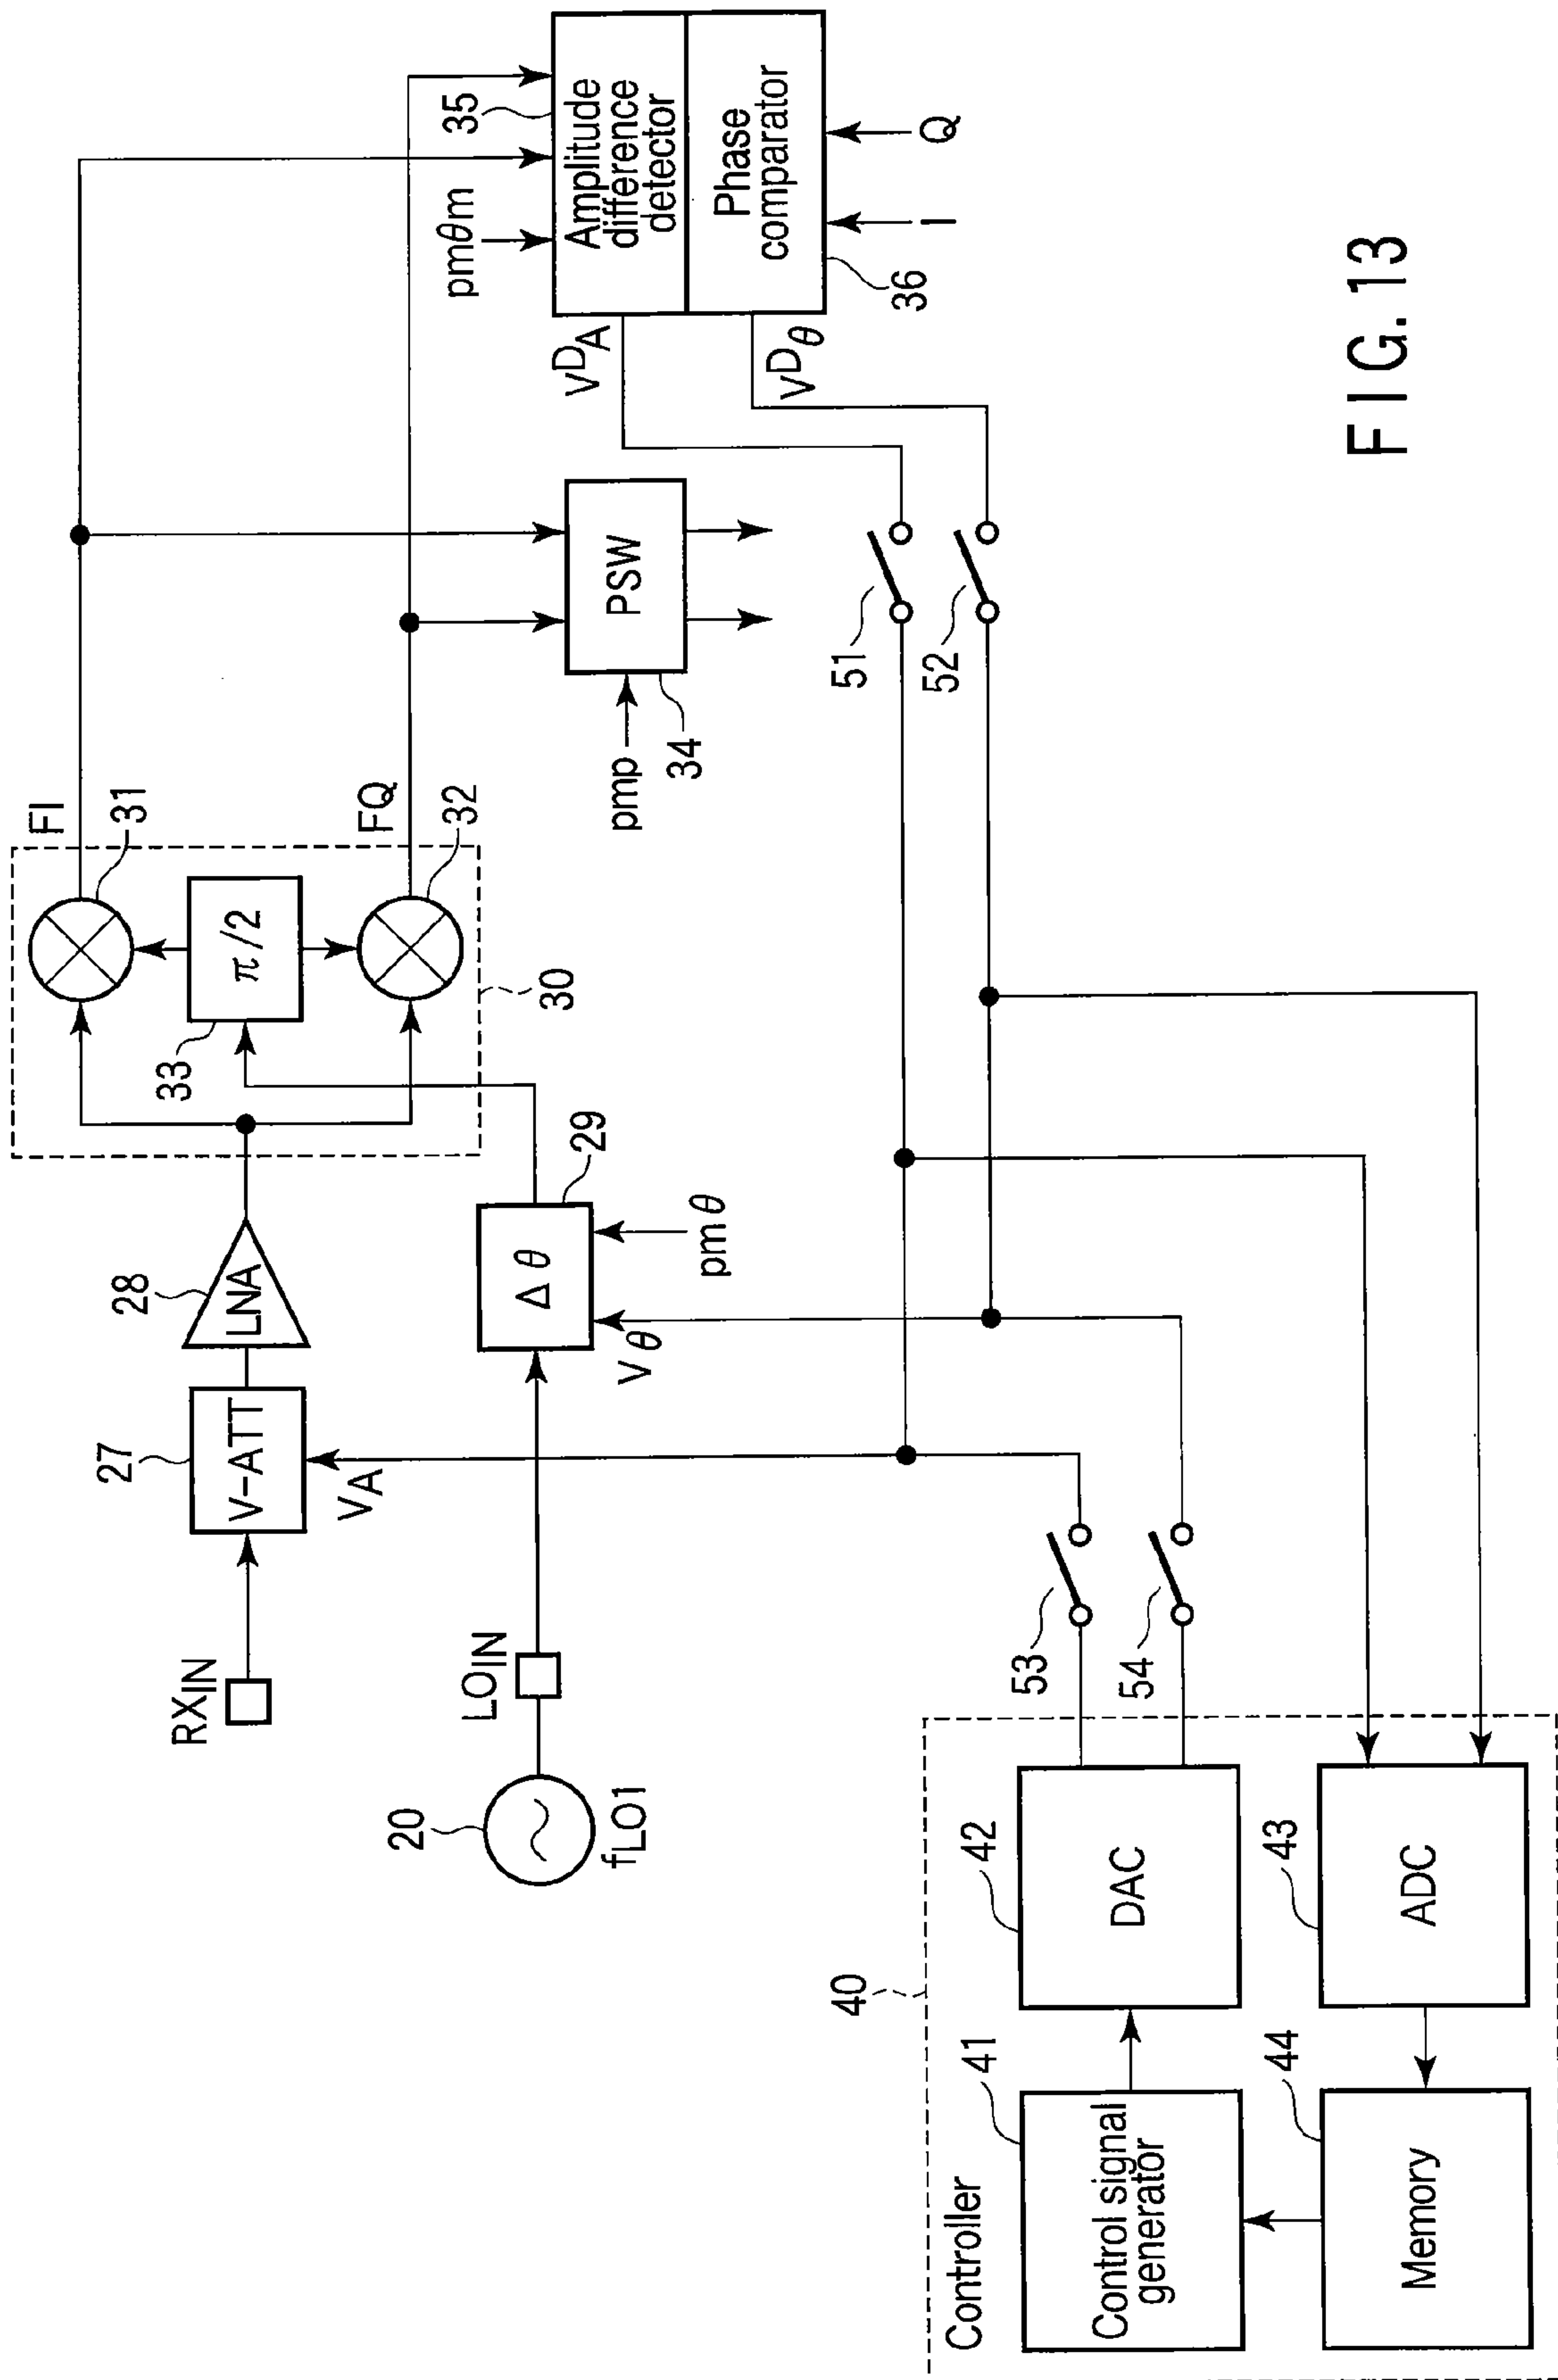 RXIN
27
V-ATT
VA
28
LNA
33
π/2
FI
31
FQ
32
30
20
fLO1
LOIN
Δθ
29
Vθ
pmθ
pmp
PSW
34
pmθm
35
Amplitude
difference
detector
Phase
comparator
36
I
Q
VDA
VDθ
51
52
53
54
40
Controller
41
Control signal
generator
42
DAC
43
ADC
44
Memory
FIG. 13